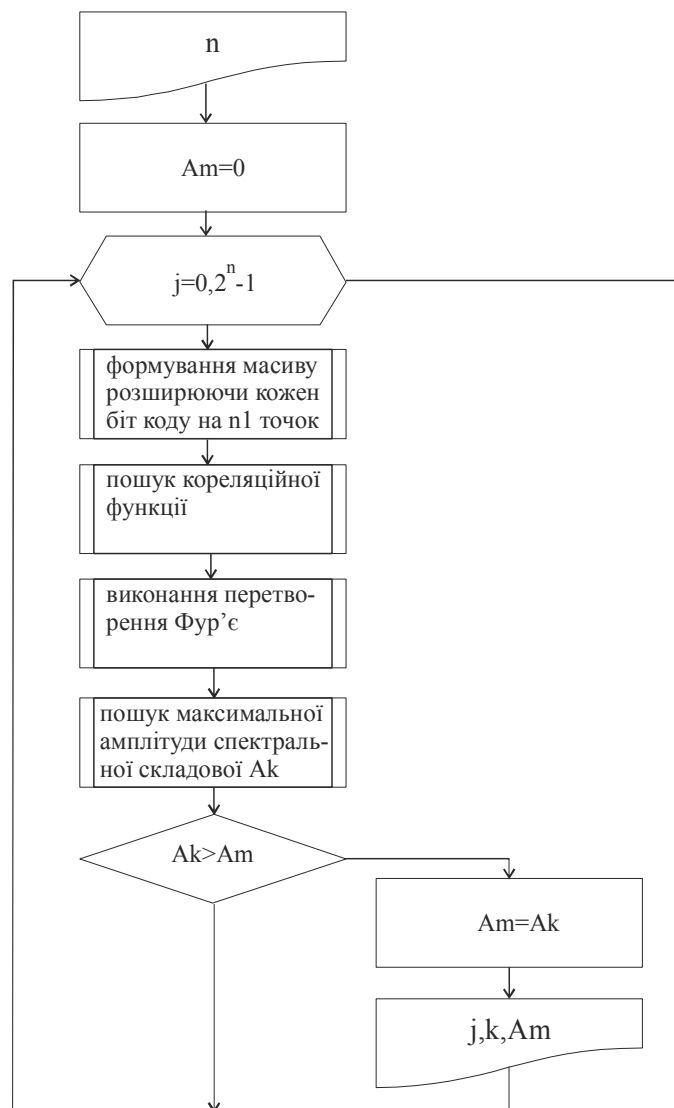 n
Am=0
j=0,2^n-1
формування масиву
розширюючи кожен
біт коду на n1 точок
пошук кореляційної
функції
виконання перетво-
рення Фур’є
пошук максимальної
амплітуди спектраль-
ної складової Ak
Ak>Am
Am=Ak
j,k,Am